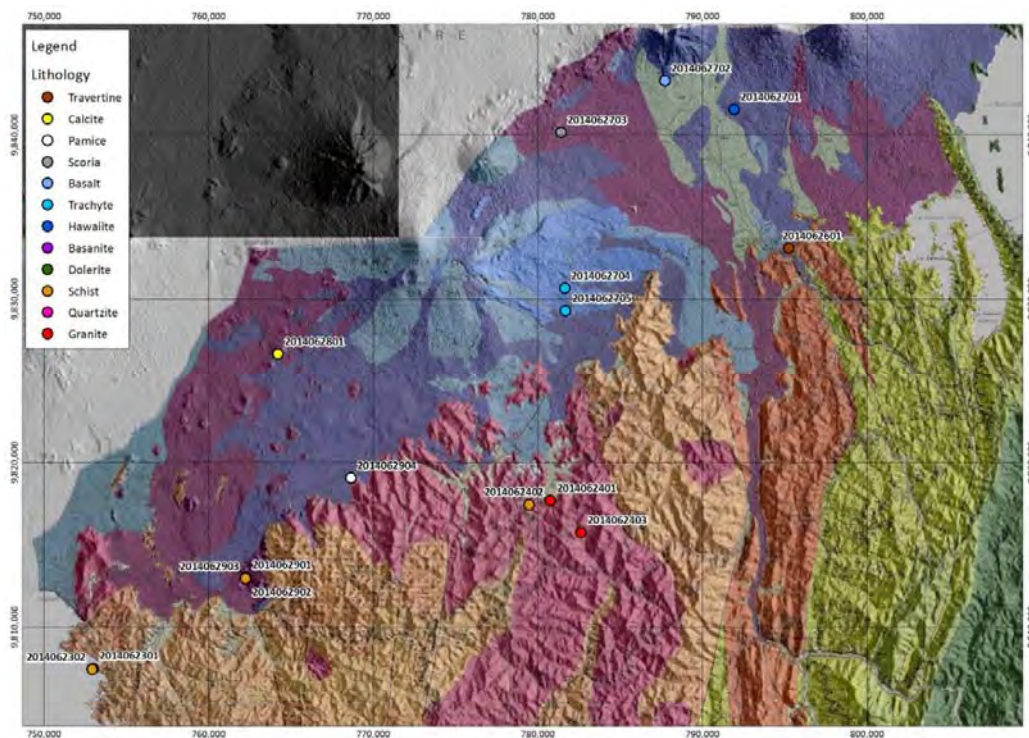 750,000 760,000 770,000 780,000 790,000 800,000
A I R E
Legend
Lithology
Travertine
Calcite
Pamice
Scoria
Basalt
Trachyte
Hawaiite
Basanite
Dolerite
Schist
Quartzite
Granite
2014062702
2014062701
2014062703
9,840,000
2014062601
2014062704
9,830,000
2014062705
2014062801
9,820,000
2014062904
2014062402 2014062401
2014062403
2014062903 2014062901
2014062902
9,810,000
2014062302 2014062301
750,000 760,000 770,000 780,000 790,000 800,000